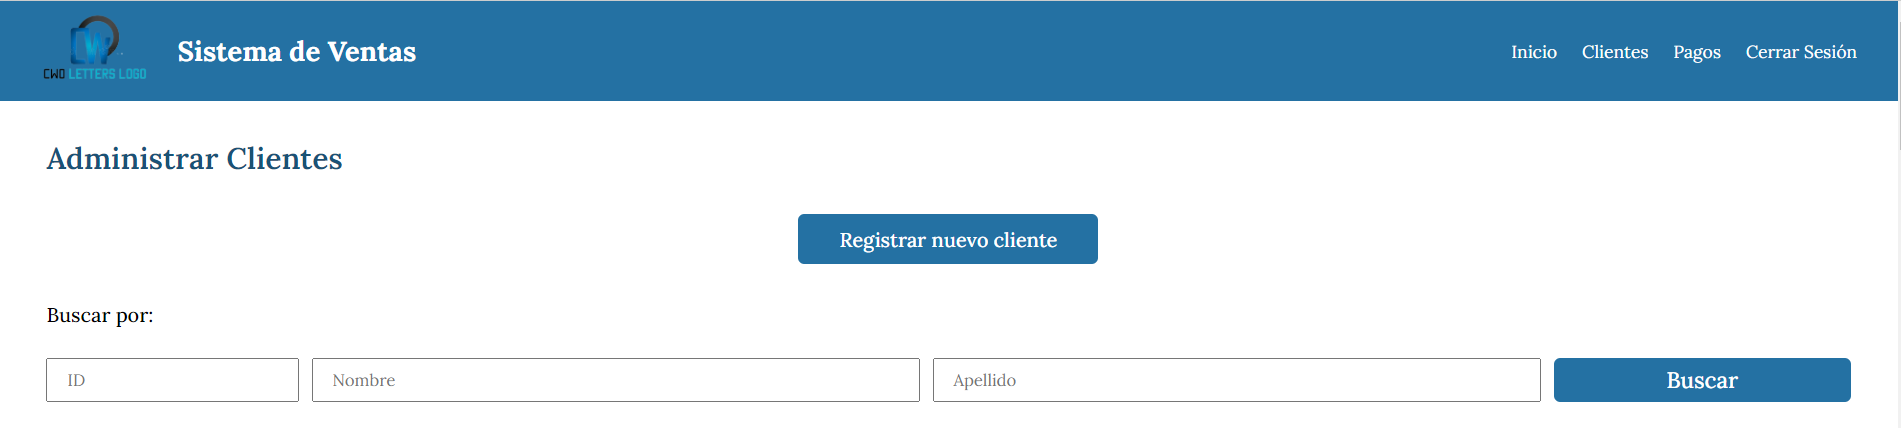 CWO LETTERS LOGO
Sistema de Ventas
Inicio Clientes Pagos Cerrar Sesión
Administrar Clientes
Registrar nuevo cliente
Buscar por:
ID Nombre Apellido Buscar